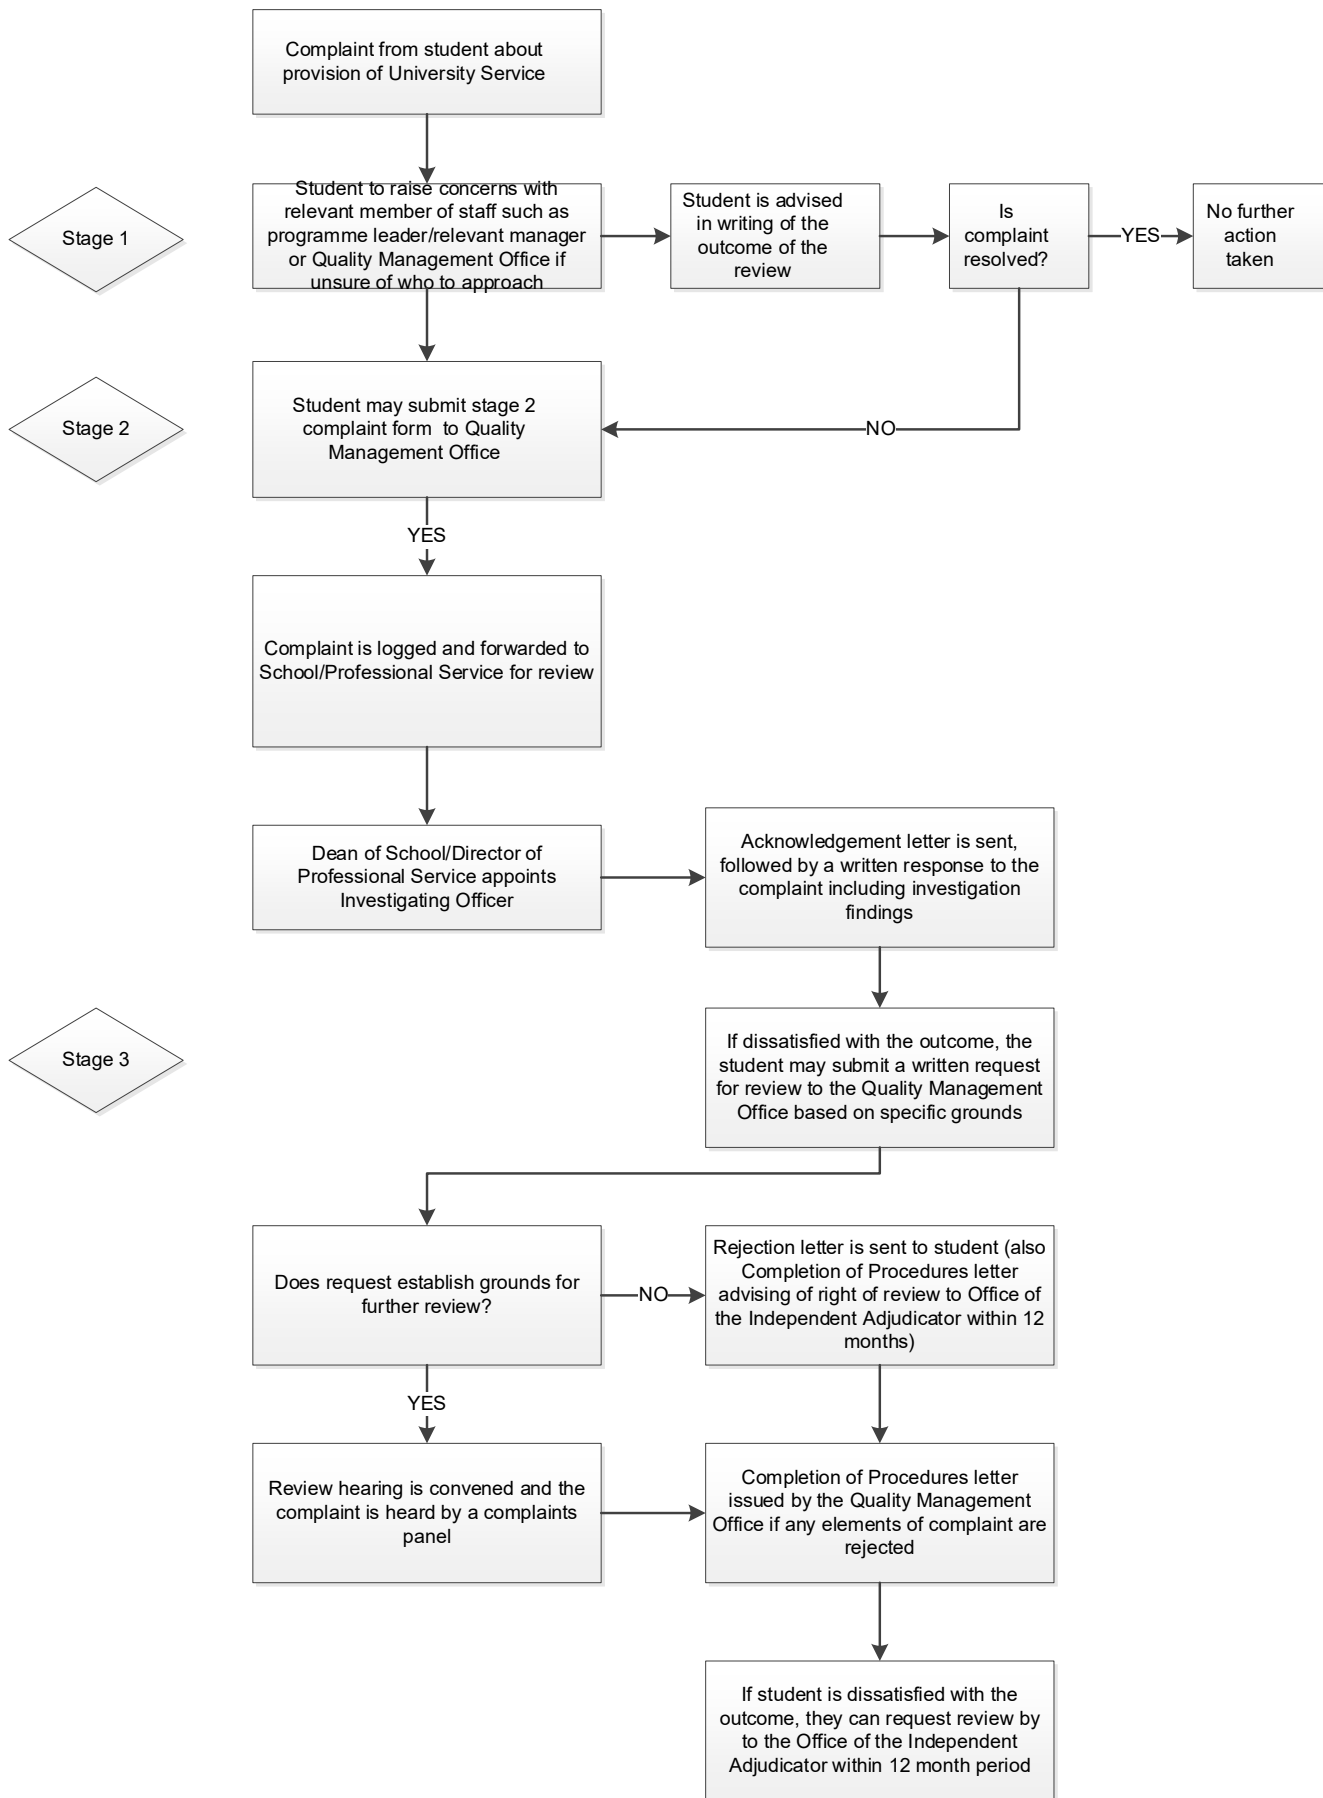 Complaint from student about
provision of University Service
Stage 1
Student to raise concerns with
relevant member of staff such as
programme leader/relevant manager
or Quality Management Office if
unsure of who to approach
Student is advised
in writing of the
outcome of the
review
Is
complaint
resolved?
YES
No further
action
taken
Stage 2
Student may submit stage 2
complaint form  to Quality
Management Office
NO
YES
Complaint is logged and forwarded to
School/Professional Service for review
Dean of School/Director of
Professional Service appoints
Investigating Officer
Acknowledgement letter is sent,
followed by a written response to the
complaint including investigation
findings
Stage 3
If dissatisfied with the outcome, the
student may submit a written request
for review to the Quality Management
Office based on specific grounds
Does request establish grounds for
further review?
NO
Rejection letter is sent to student (also
Completion of Procedures letter
advising of right of review to Office of
the Independent Adjudicator within 12
months)
YES
Review hearing is convened and the
complaint is heard by a complaints
panel
Completion of Procedures letter
issued by the Quality Management
Office if any elements of complaint are
rejected
If student is dissatisfied with the
outcome, they can request review by
to the Office of the Independent
Adjudicator within 12 month period